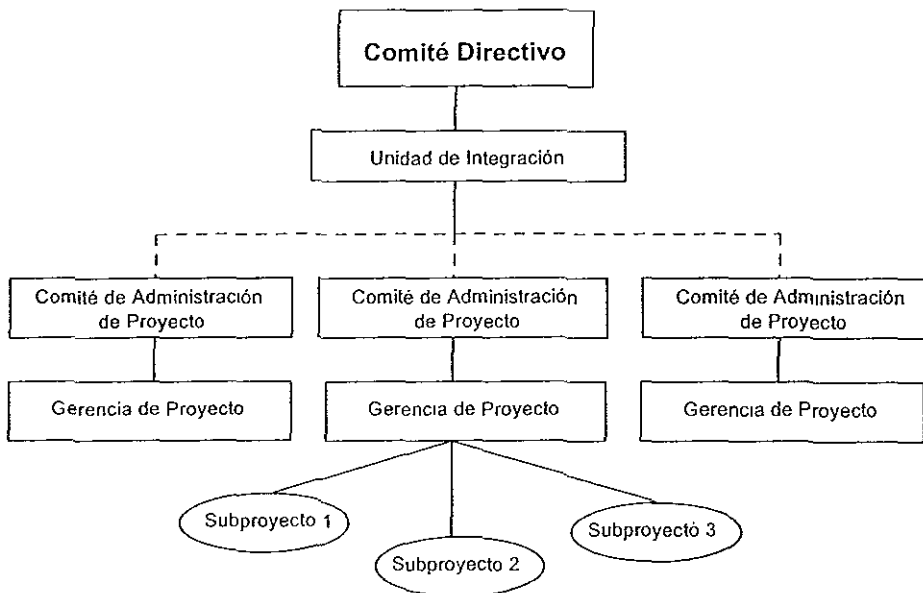 Comité Directivo
Unidad de Integración
Comité de Administración
de Proyecto
Comité de Administración
de Proyecto
Comité de Administración
de Proyecto
Gerencia de Proyecto
Gerencia de Proyecto
Gerencia de Proyecto
Subproyecto 1
Subproyecto 2
Subproyecto 3